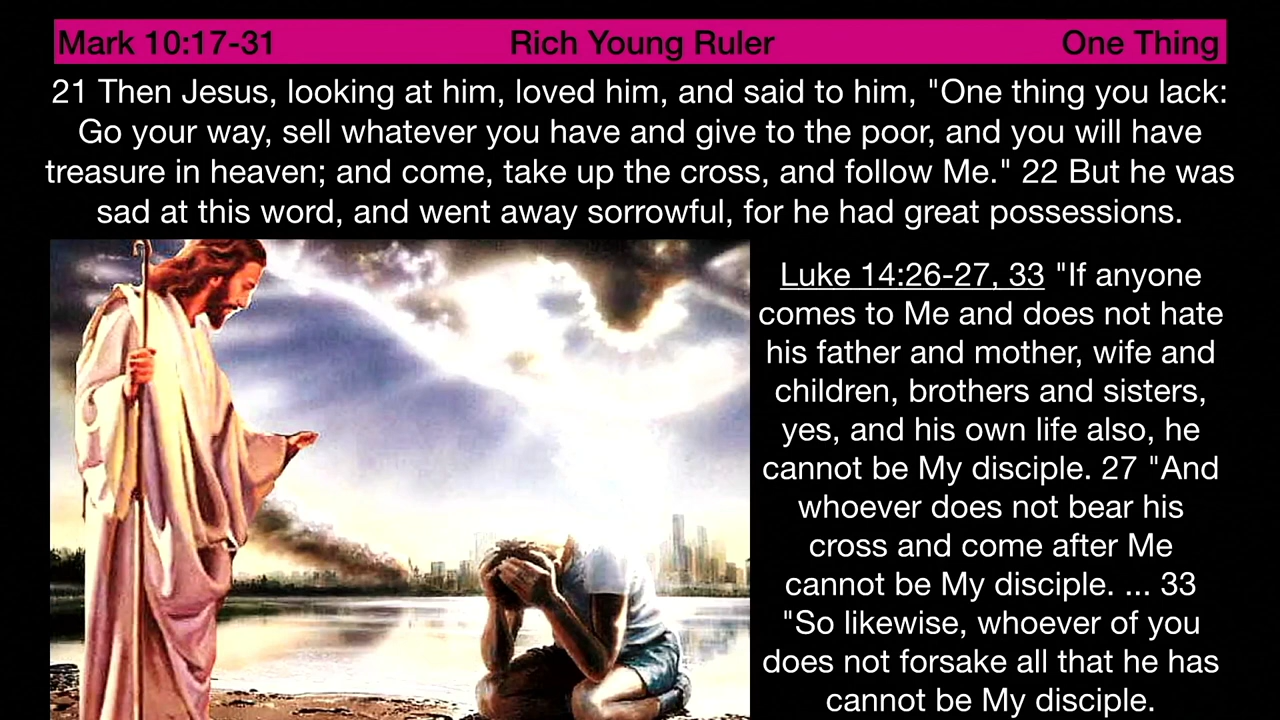 Mark 10:17-31 Rich Young Ruler One Thing
21 Then Jesus, looking at him, loved him, and said to him, "One thing you lack:
Go your way, sell whatever you have and give to the poor, and you will have
treasure in heaven; and come, take up the cross, and follow Me." 22 But he was
sad at this word, and went away sorrowful, for he had great possessions.
Luke 14:26-27, 33 "If anyone
comes to Me and does not hate
his father and mother, wife and
children, brothers and sisters,
yes, and his own life also, he
cannot be My disciple. 27 "And
whoever does not bear his
cross and come after Me
cannot be My disciple. ... 33
"So likewise, whoever of you
does not forsake all that he has
cannot be My disciple.